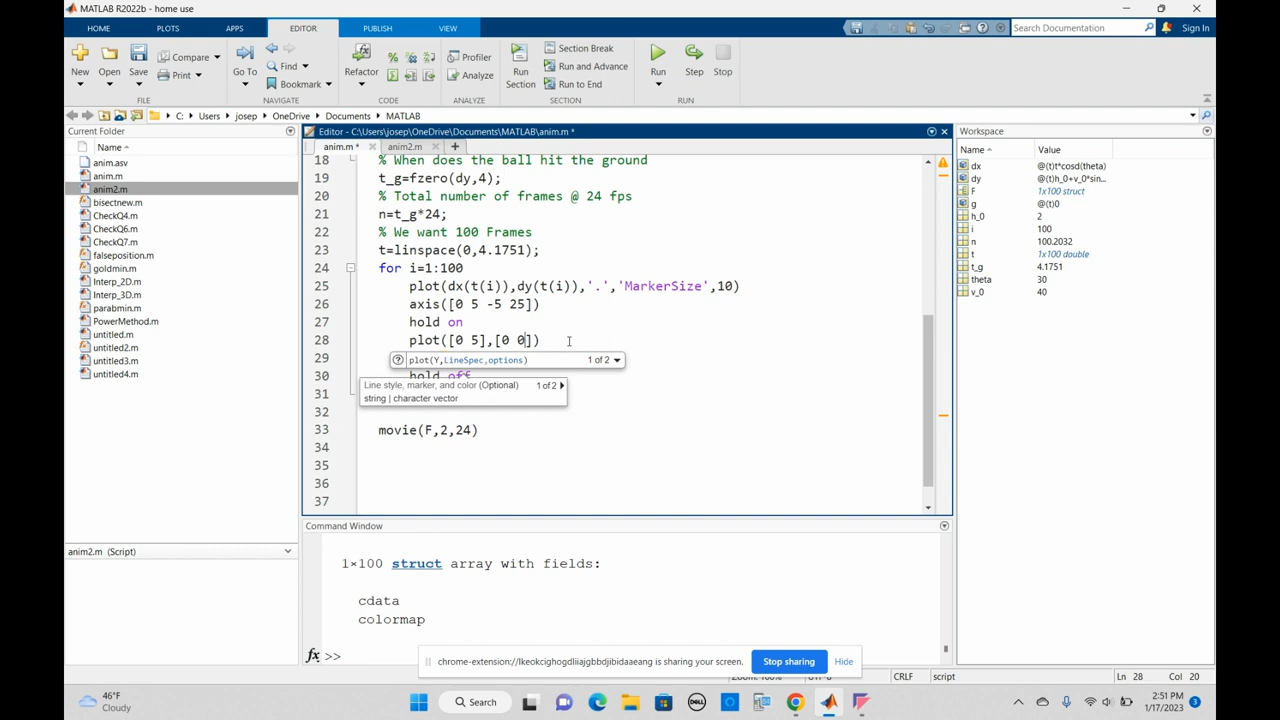 MATLAB R2022b - home use
HOME PLOTS APPS EDITOR PUBLISH VIEW
Search Documentation Sign In
New Open Save Compare Print
Go To Find Bookmark
Refactor
Profiler Analyze
Run Section
Section Break
Run and Advance
Run to End
Run Step Stop
FILE NAVIGATE CODE ANALYZE SECTION RUN
C: Users josep OneDrive Documents MATLAB
Current Folder
Name
anim.asv
anim.m
anim2.m
bisectnew.m
CheckQ4.m
CheckQ6.m
CheckQ7.m
falseposition.m
goldmin.m
Interp_2D.m
Interp_3D.m
parabmin.m
PowerMethod.m
untitled.m
untitled2.m
untitled3.m
untitled4.m
anim2.m (Script)
Editor - C:\Users\josep\OneDrive\Documents\MATLAB\anim.m *
anim.m * anim2.m
18 % When does the ball hit the ground
19 t_g=fzero(dy,4);
20 % Total number of frames @ 24 fps
21 n=t_g*24;
22 % We want 100 Frames
23 t=linspace(0,4.1751);
24 for i=1:100
25 plot(dx(t(i)),dy(t(i)),'.','MarkerSize',10)
26 axis([0 5 -5 25])
27 hold on
28 plot([0 5],[0 0])
plot(Y,LineSpec,options) 1 of 2
30 hold off
Line style, marker, and color (Optional) 1 of 2
string | character vector
31
32
33 movie(F,2,24)
34
35
36
37
Command Window
1×100 struct array with fields:
cdata
colormap
fx >>
Workspace
Name Value
dx @(t)t*cosd(theta)
dy @(t)h_0+v_0*sin...
F 1x100 struct
g @(t)0
h_0 2
i 100
n 100.2032
t 1x100 double
t_g 4.1751
theta 30
v_0 40
chrome-extension://lkeokcighogdliiajgbbdjibidaaeang is sharing your screen. Stop sharing Hide
CRLF script Ln 28 Col 20
46°F
Cloudy
Search
DELL
2:51 PM
1/17/2023
3